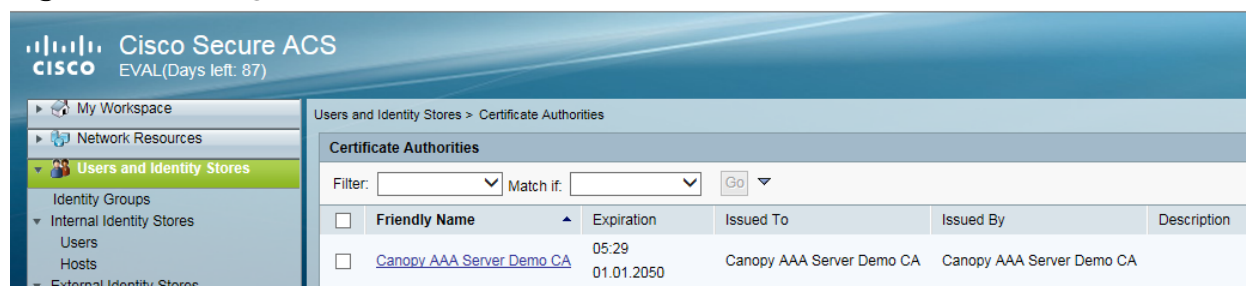 Cisco Secure ACS
CISCO EVAL(Days left: 87)
My Workspace
Users and Identity Stores > Certificate Authorities
Network Resources
Certificate Authorities
Users and Identity Stores
Filter: Match if: Go
Identity Groups
Internal Identity Stores
Friendly Name Expiration Issued To Issued By Description
Users
Hosts
Canopy AAA Server Demo CA 05:29 01.01.2050 Canopy AAA Server Demo CA Canopy AAA Server Demo CA
External Identity Stores